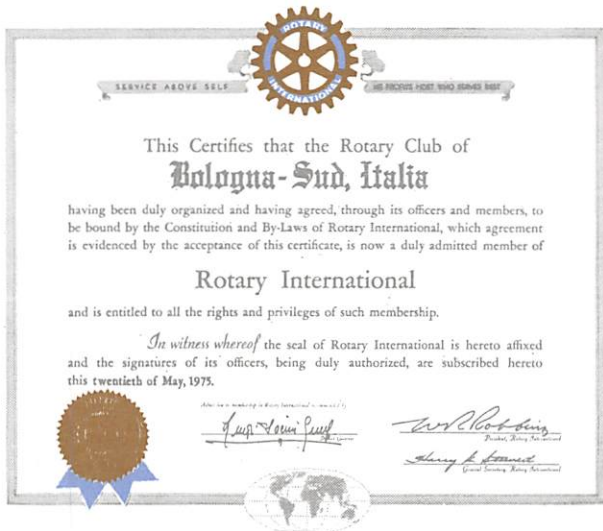 ROTARY
INTERNATIONAL
SERVICE ABOVE SELF
HE PROFITS MOST WHO SERVES BEST
This Certifies that the Rotary Club of
Bologna-Sud, Italia
having been duly organized and having agreed, through its officers and members, to
be bound by the Constitution and By-Laws of Rotary International, which agreement
is evidenced by the acceptance of this certificate, is now a duly admitted member of
Rotary International
and is entitled to all the rights and privileges of such membership.
In witness whereof the seal of Rotary International is hereto affixed
and the signatures of its officers, being duly authorized, are subscribed hereto
this twentieth of May, 1975.
President, Rotary International
General Secretary, Rotary International